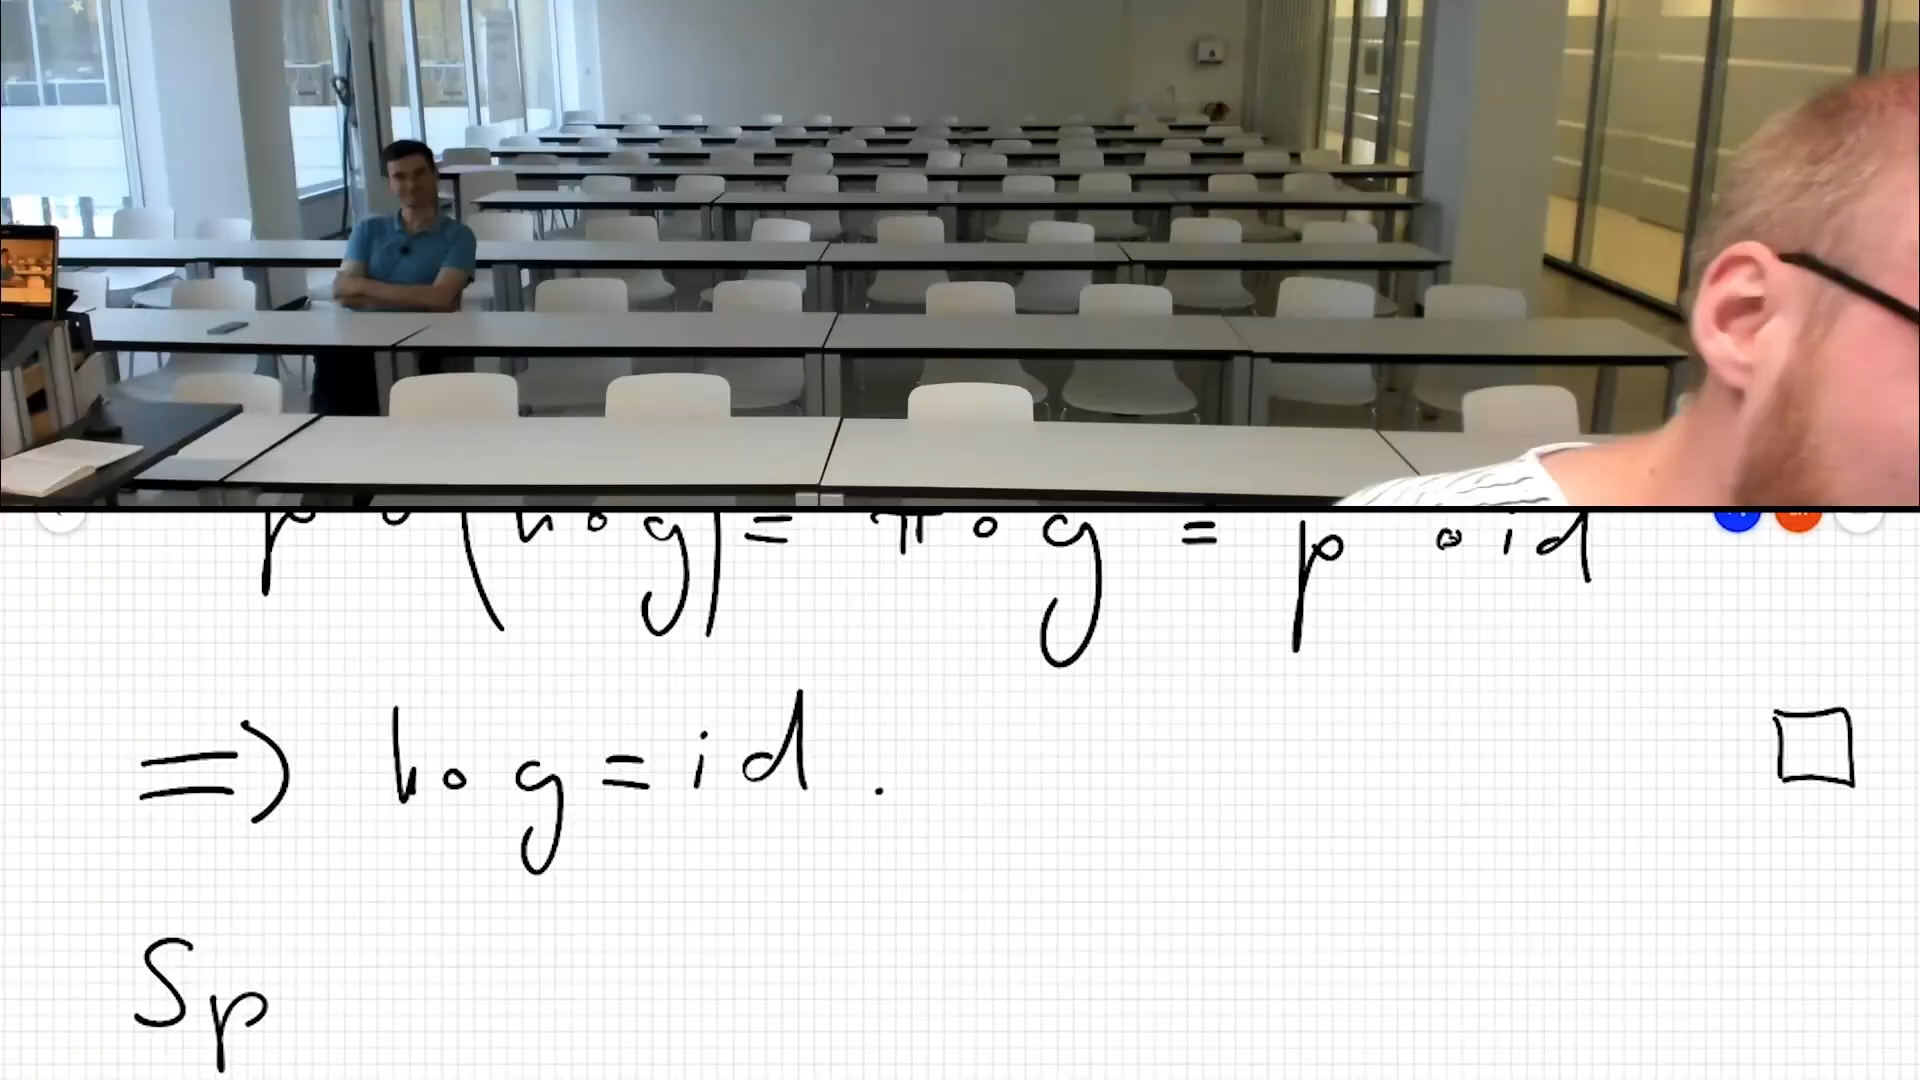 p ∘ (h ∘ g) = π ∘ g = p ∘ id
⇒ h ∘ g = id. □
Sp